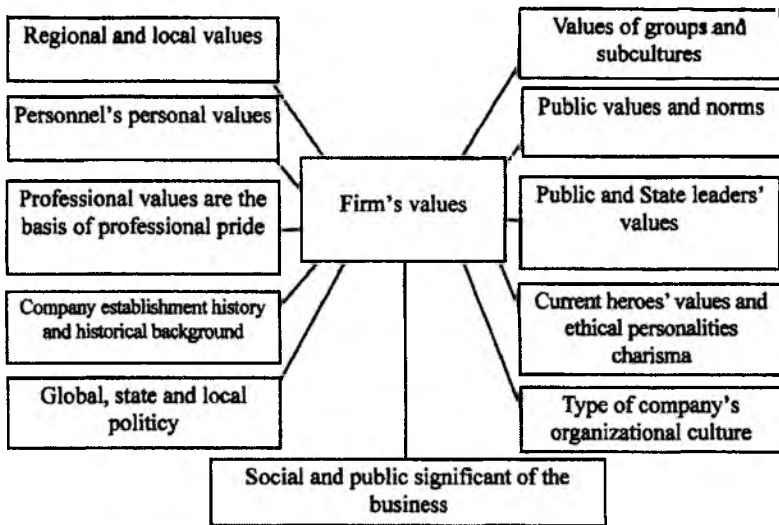 Regional and local values
Personnel's personal values
Professional values are the
basis of professional pride
Company establishment history
and historical background
Global, state and local
politicy
Firm's values
Values of groups and
subcultures
Public values and norms
Public and State leaders'
values
Current heroes' values and
ethical personalities
charisma
Type of company's
organizational culture
Social and public significant of the
business